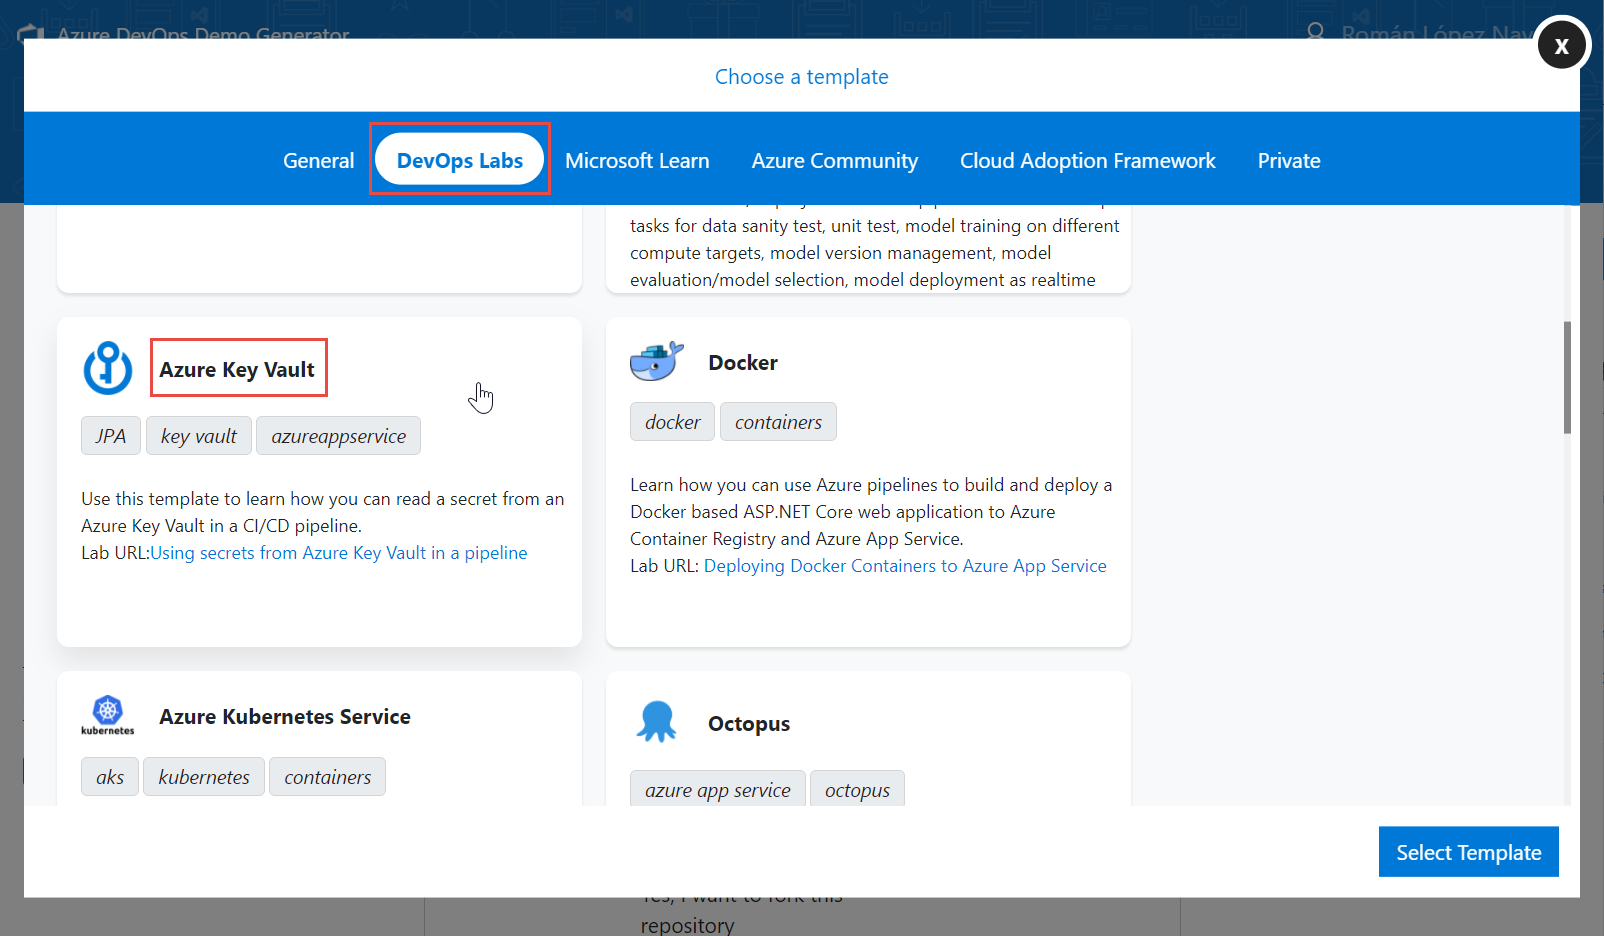 Azure DevOps Demo Generator
Román López Nav
X
Choose a template
General
DevOps Labs
Microsoft Learn
Azure Community
Cloud Adoption Framework
Private
tasks for data sanity test, unit test, model training on different
compute targets, model version management, model
evaluation/model selection, model deployment as realtime
Azure Key Vault
JPA
key vault
azureappservice
Use this template to learn how you can read a secret from an
Azure Key Vault in a CI/CD pipeline.
Lab URL:Using secrets from Azure Key Vault in a pipeline
Docker
docker
containers
Learn how you can use Azure pipelines to build and deploy a
Docker based ASP.NET Core web application to Azure
Container Registry and Azure App Service.
Lab URL: Deploying Docker Containers to Azure App Service
kubernetes
Azure Kubernetes Service
aks
kubernetes
containers
Octopus
azure app service
octopus
Select Template
Yes, I want to fork this
repository